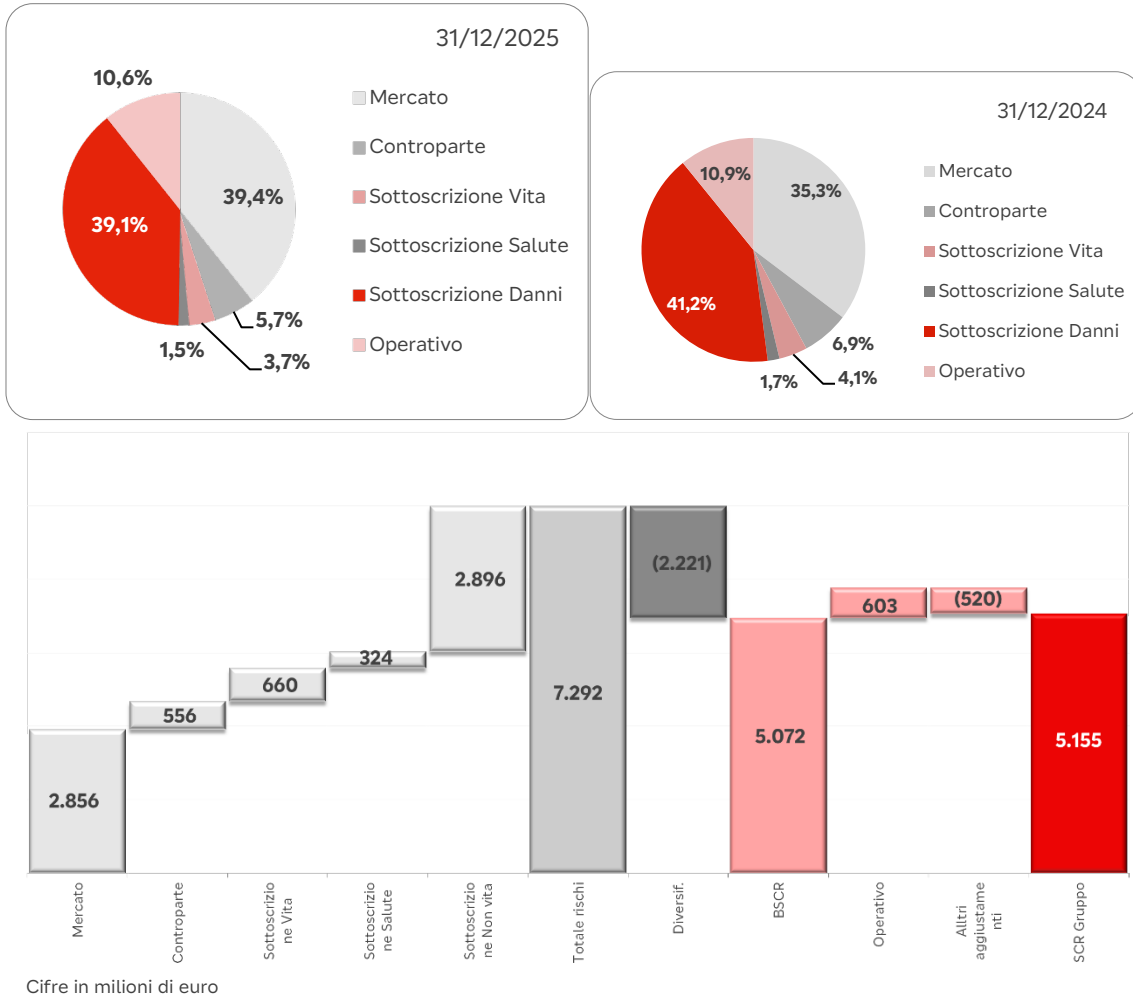 31/12/2025
10,6%
39,4%
39,1%
5,7%
1,5%
3,7%
Mercato
Controparte
Sottoscrizione Vita
Sottoscrizione Salute
Sottoscrizione Danni
Operativo
31/12/2024
10,9%
35,3%
41,2%
6,9%
1,7%
4,1%
Mercato
Controparte
Sottoscrizione Vita
Sottoscrizione Salute
Sottoscrizione Danni
Operativo
2.856
556
660
324
2.896
7.292
(2.221)
5.072
603
(520)
5.155
Mercato
Controparte
Sottoscrizio
ne Vita
Sottoscrizio
ne Salute
Sottoscrizio
ne Non vita
Totale rischi
Diversif.
BSCR
Operativo
Alltri
aggiustame
nti
SCR Gruppo
Cifre in milioni di euro